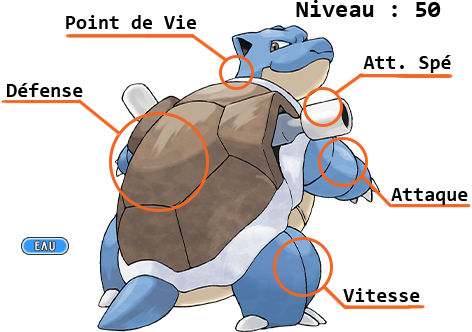 Niveau : 50
Point de Vie
Att. Spé
Défense
Attaque
EAU
Vitesse